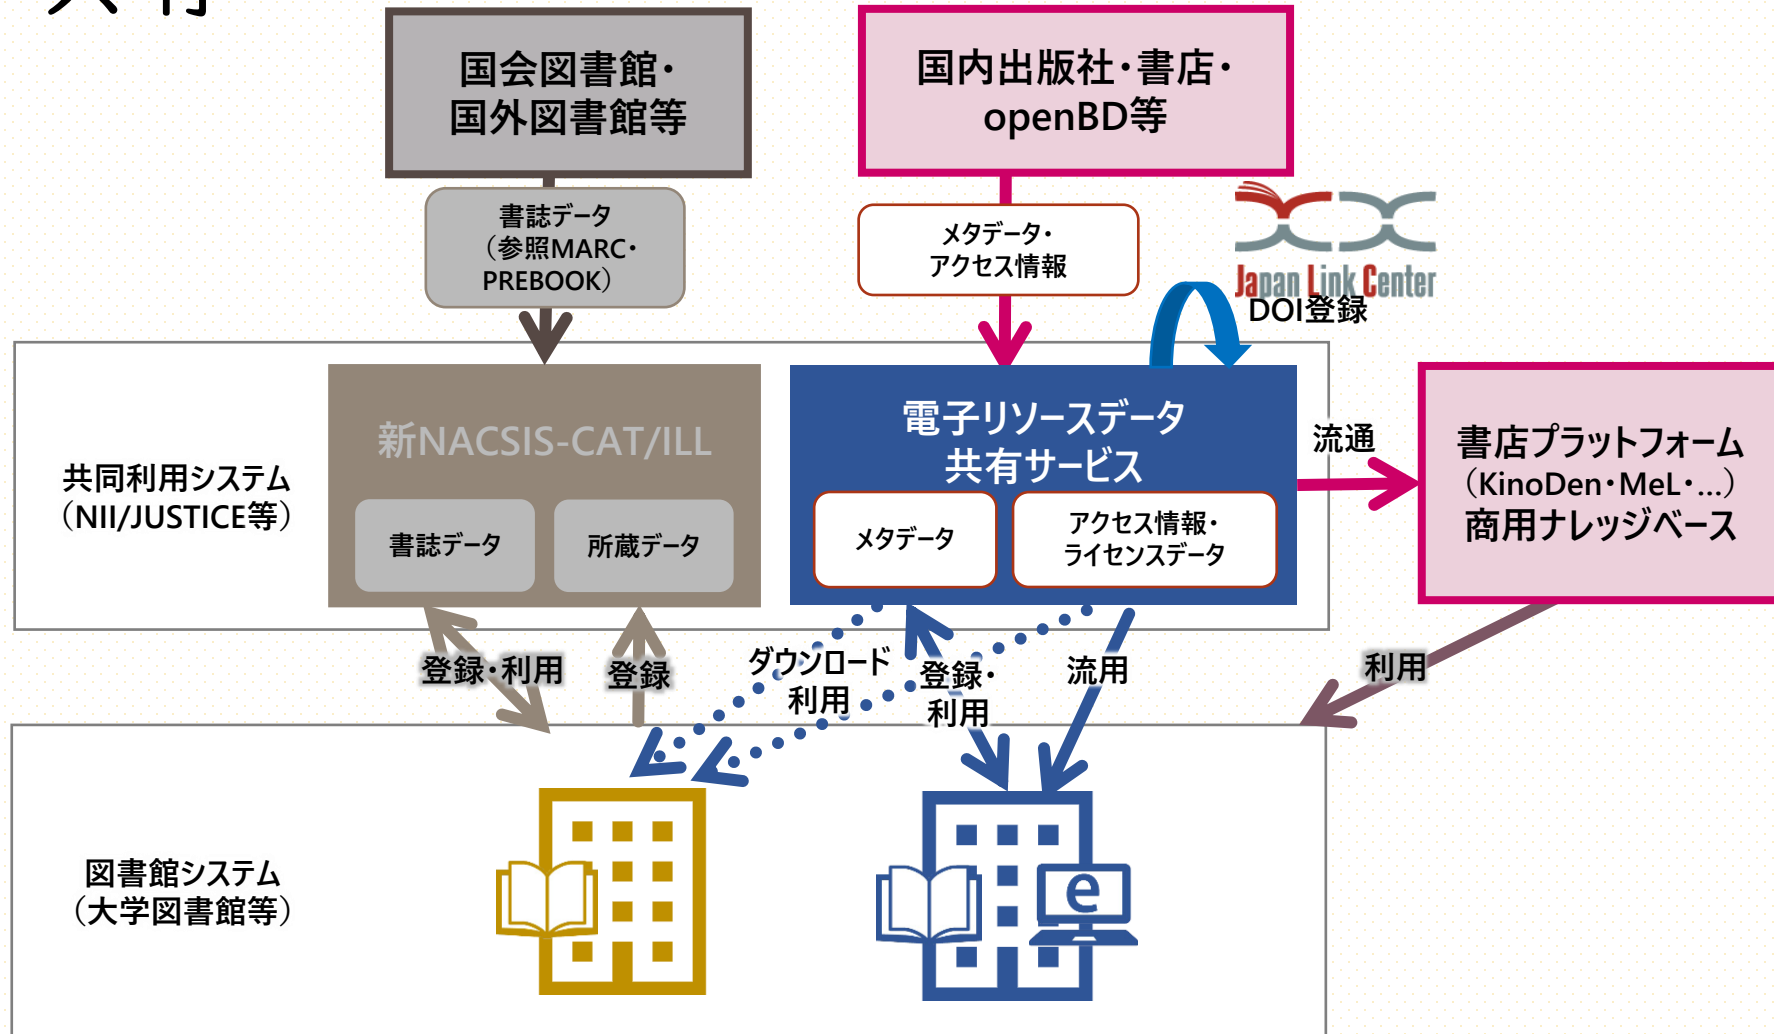 国会図書館・
国外図書館等
国内出版社・書店・
openBD等
書誌データ
（参照MARC・
PREBOOK）
メタデータ・
アクセス情報
Japan Link Center
DOI登録
新NACSIS-CAT/ILL
書誌データ
所蔵データ
電子リソースデータ
共有サービス
メタデータ
アクセス情報・
ライセンスデータ
流通
書店プラットフォーム
（KinoDen・MeL・...）
商用ナレッジベース
共同利用システム
（NII/JUSTICE等）
登録・利用
登録
ダウンロード
利用
登録・
利用
流用
利用
図書館システム
（大学図書館等）
e